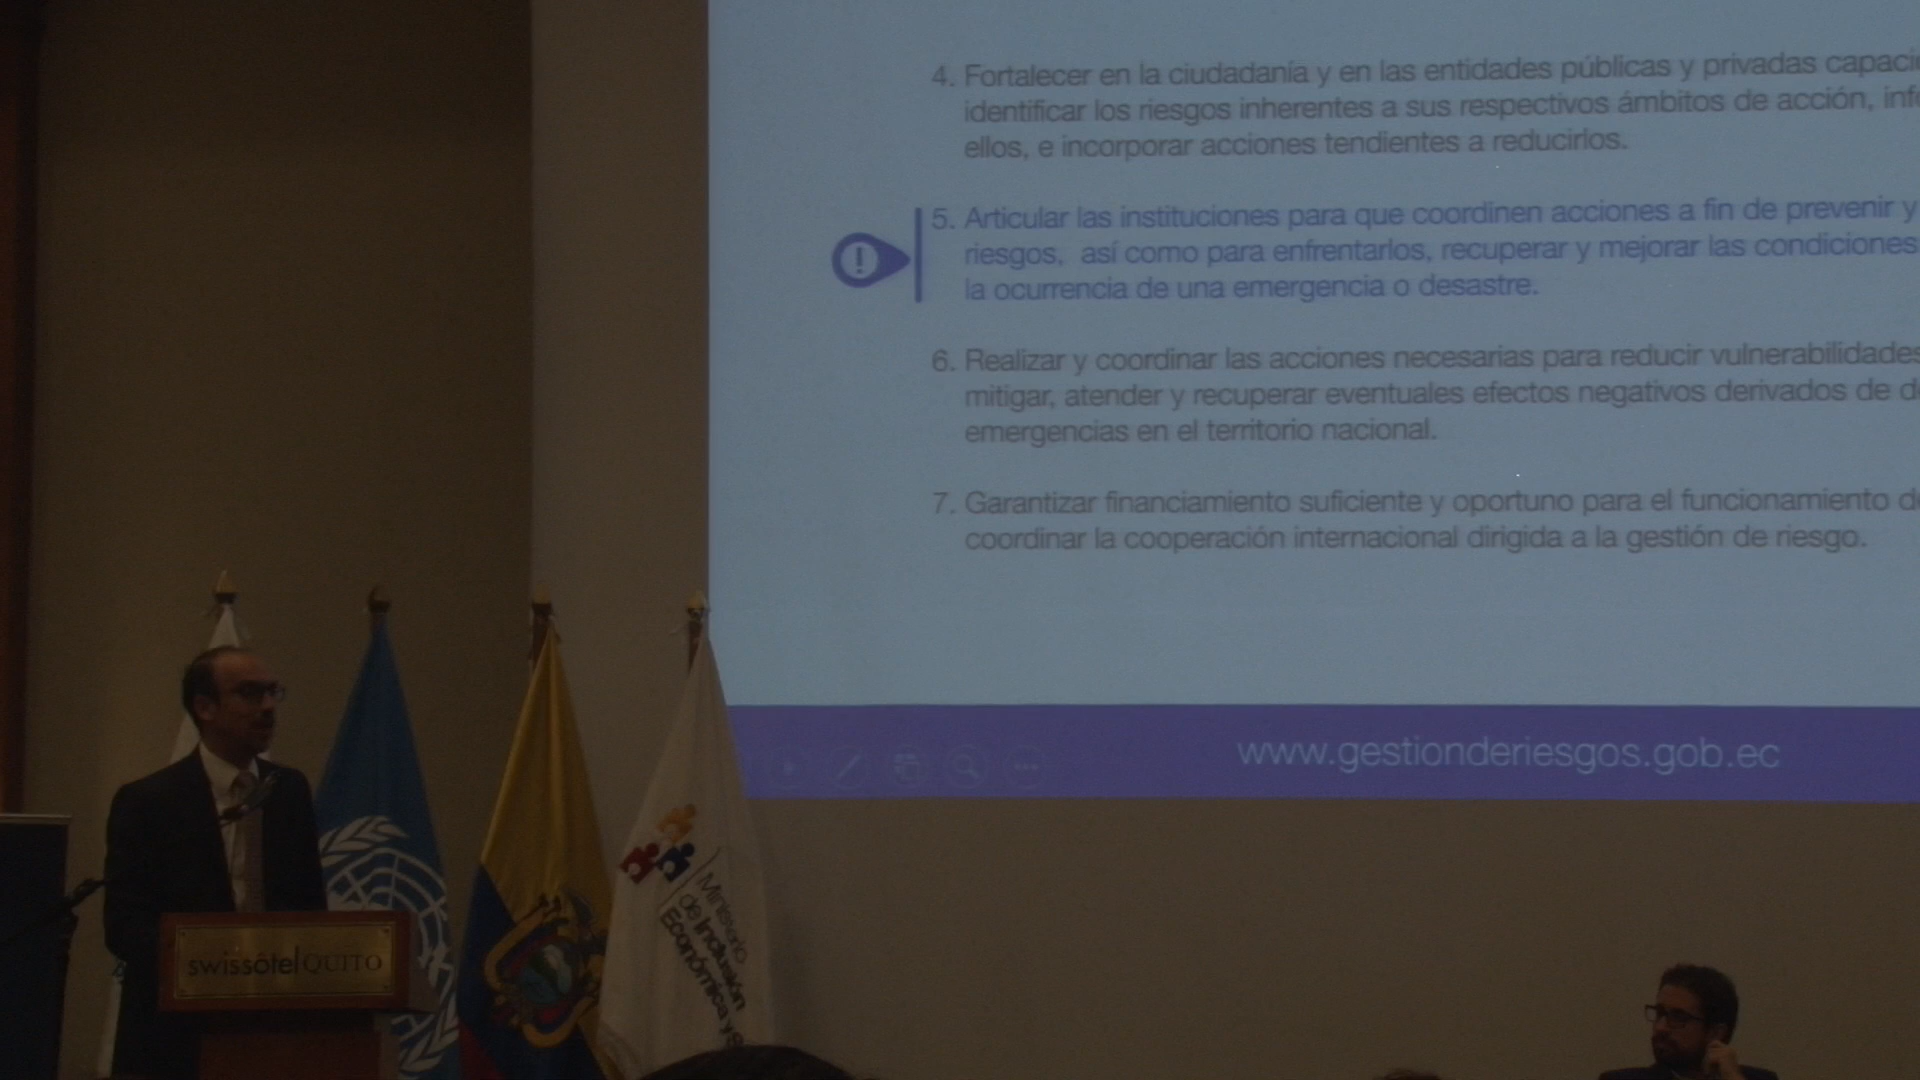 4. Fortalecer en la ciudadanía y en las entidades públicas y privadas
identificar los riesgos inherentes a sus respectivos ámbitos de acción,
ellos, e incorporar acciones tendientes a reducirlos.
5. Articular las instituciones para que coordinen acciones a fin de prevenir y
riesgos, así como para enfrentarlos, recuperar y mejorar las condiciones
la ocurrencia de una emergencia o desastre.
6. Realizar y coordinar las acciones necesarias para reducir vulnerabilidades
mitigar, atender y recuperar eventuales efectos negativos derivados de
emergencias en el territorio nacional.
7. Garantizar financiamiento suficiente y oportuno para el funcionamiento
coordinar la cooperación internacional dirigida a la gestión de riesgo.
www.gestionderiesgos.gob.ec
Ministerio
de Inclusión
Económica y
swissôtel QUITO